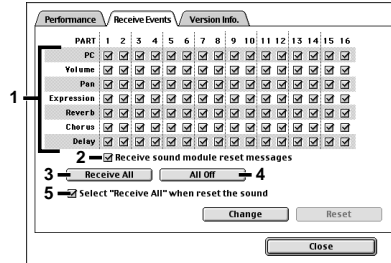 Performance Receive Events Version Info.
PART 1 2 3 4 5 6 7 8 9 10 11 12 13 14 15 16
PC
Volume
1 Pan
Expression
Reverb
Chorus
Delay
2 Receive sound module reset messages
3 Receive All All Off 4
5 Select "Receive All" when reset the sound
Change Reset
Close